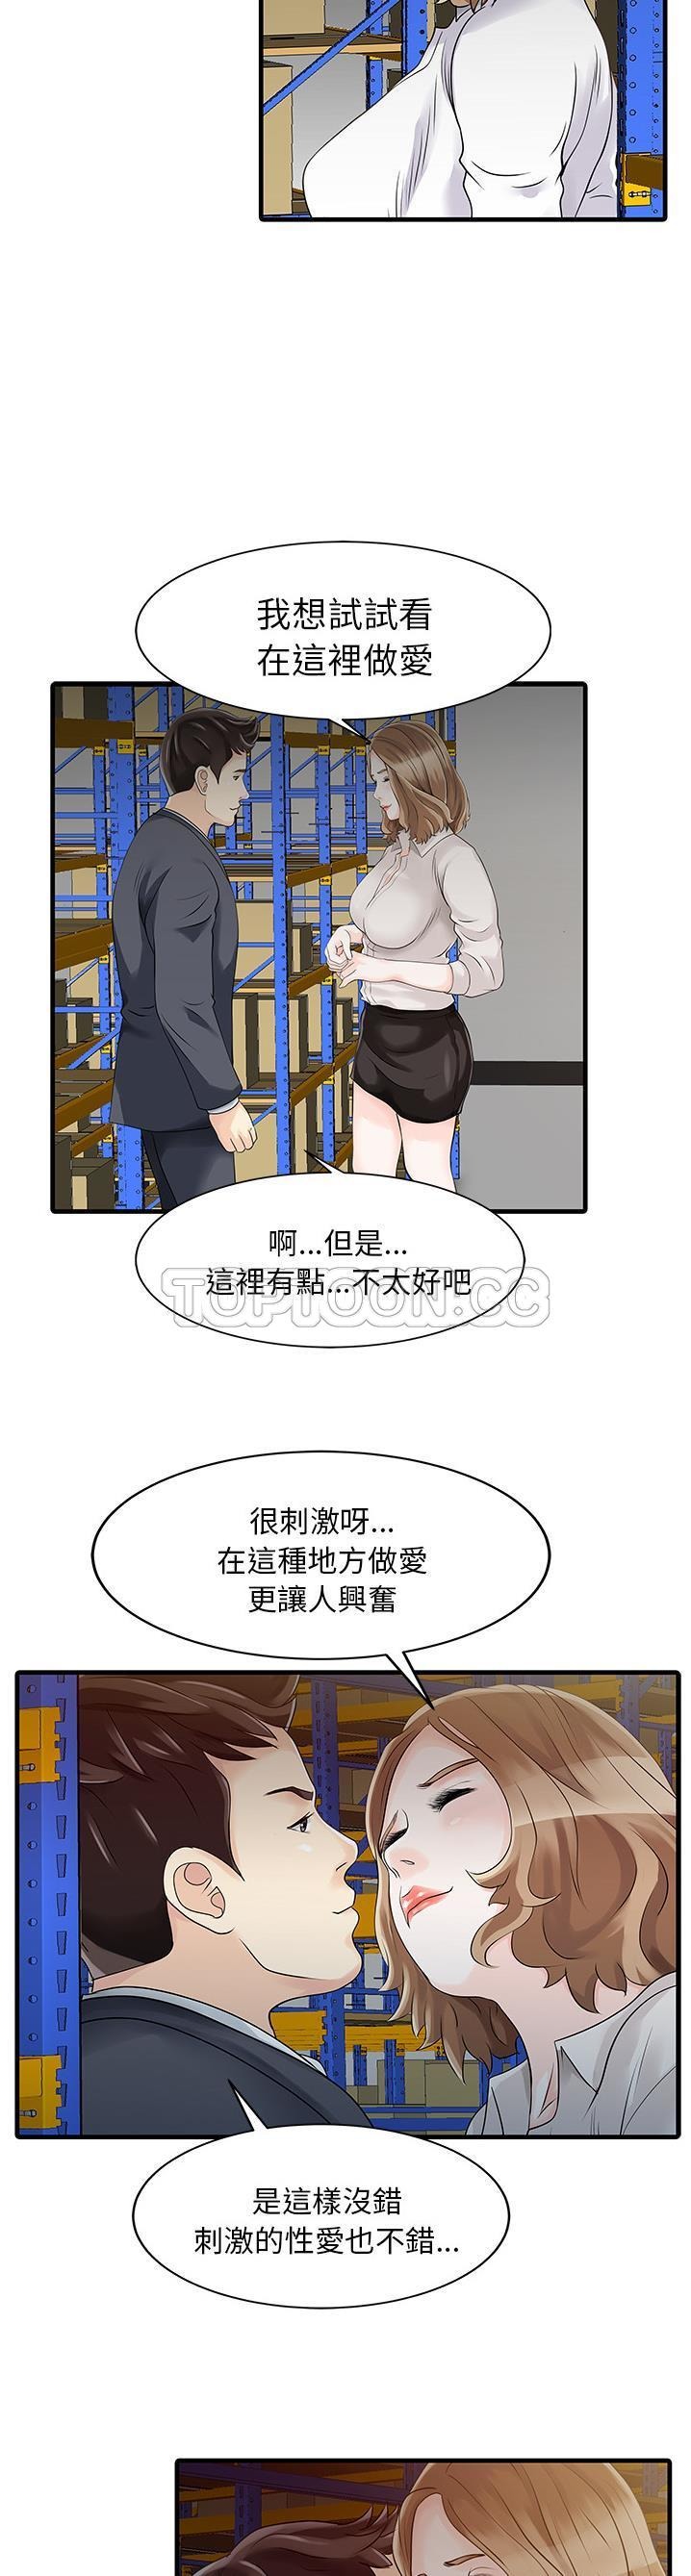 我想試試看
在這裡做愛
啊...但是...
這裡有點...不太好吧
TOPTOON.CC
很刺激呀...
在這種地方做愛
更讓人興奮
是這樣沒錯
刺激的性愛也不錯...